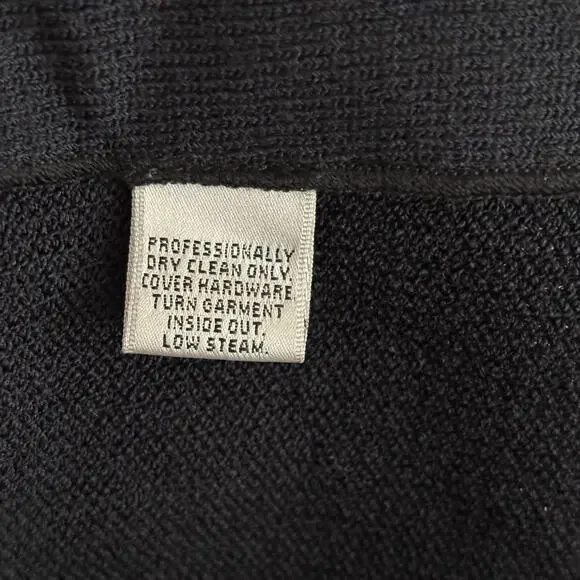 PROFESSIONALLY
DRY CLEAN ONLY.
COVER HARDWARE.
TURN GARMENT
INSIDE OUT.
LOW STEAM.